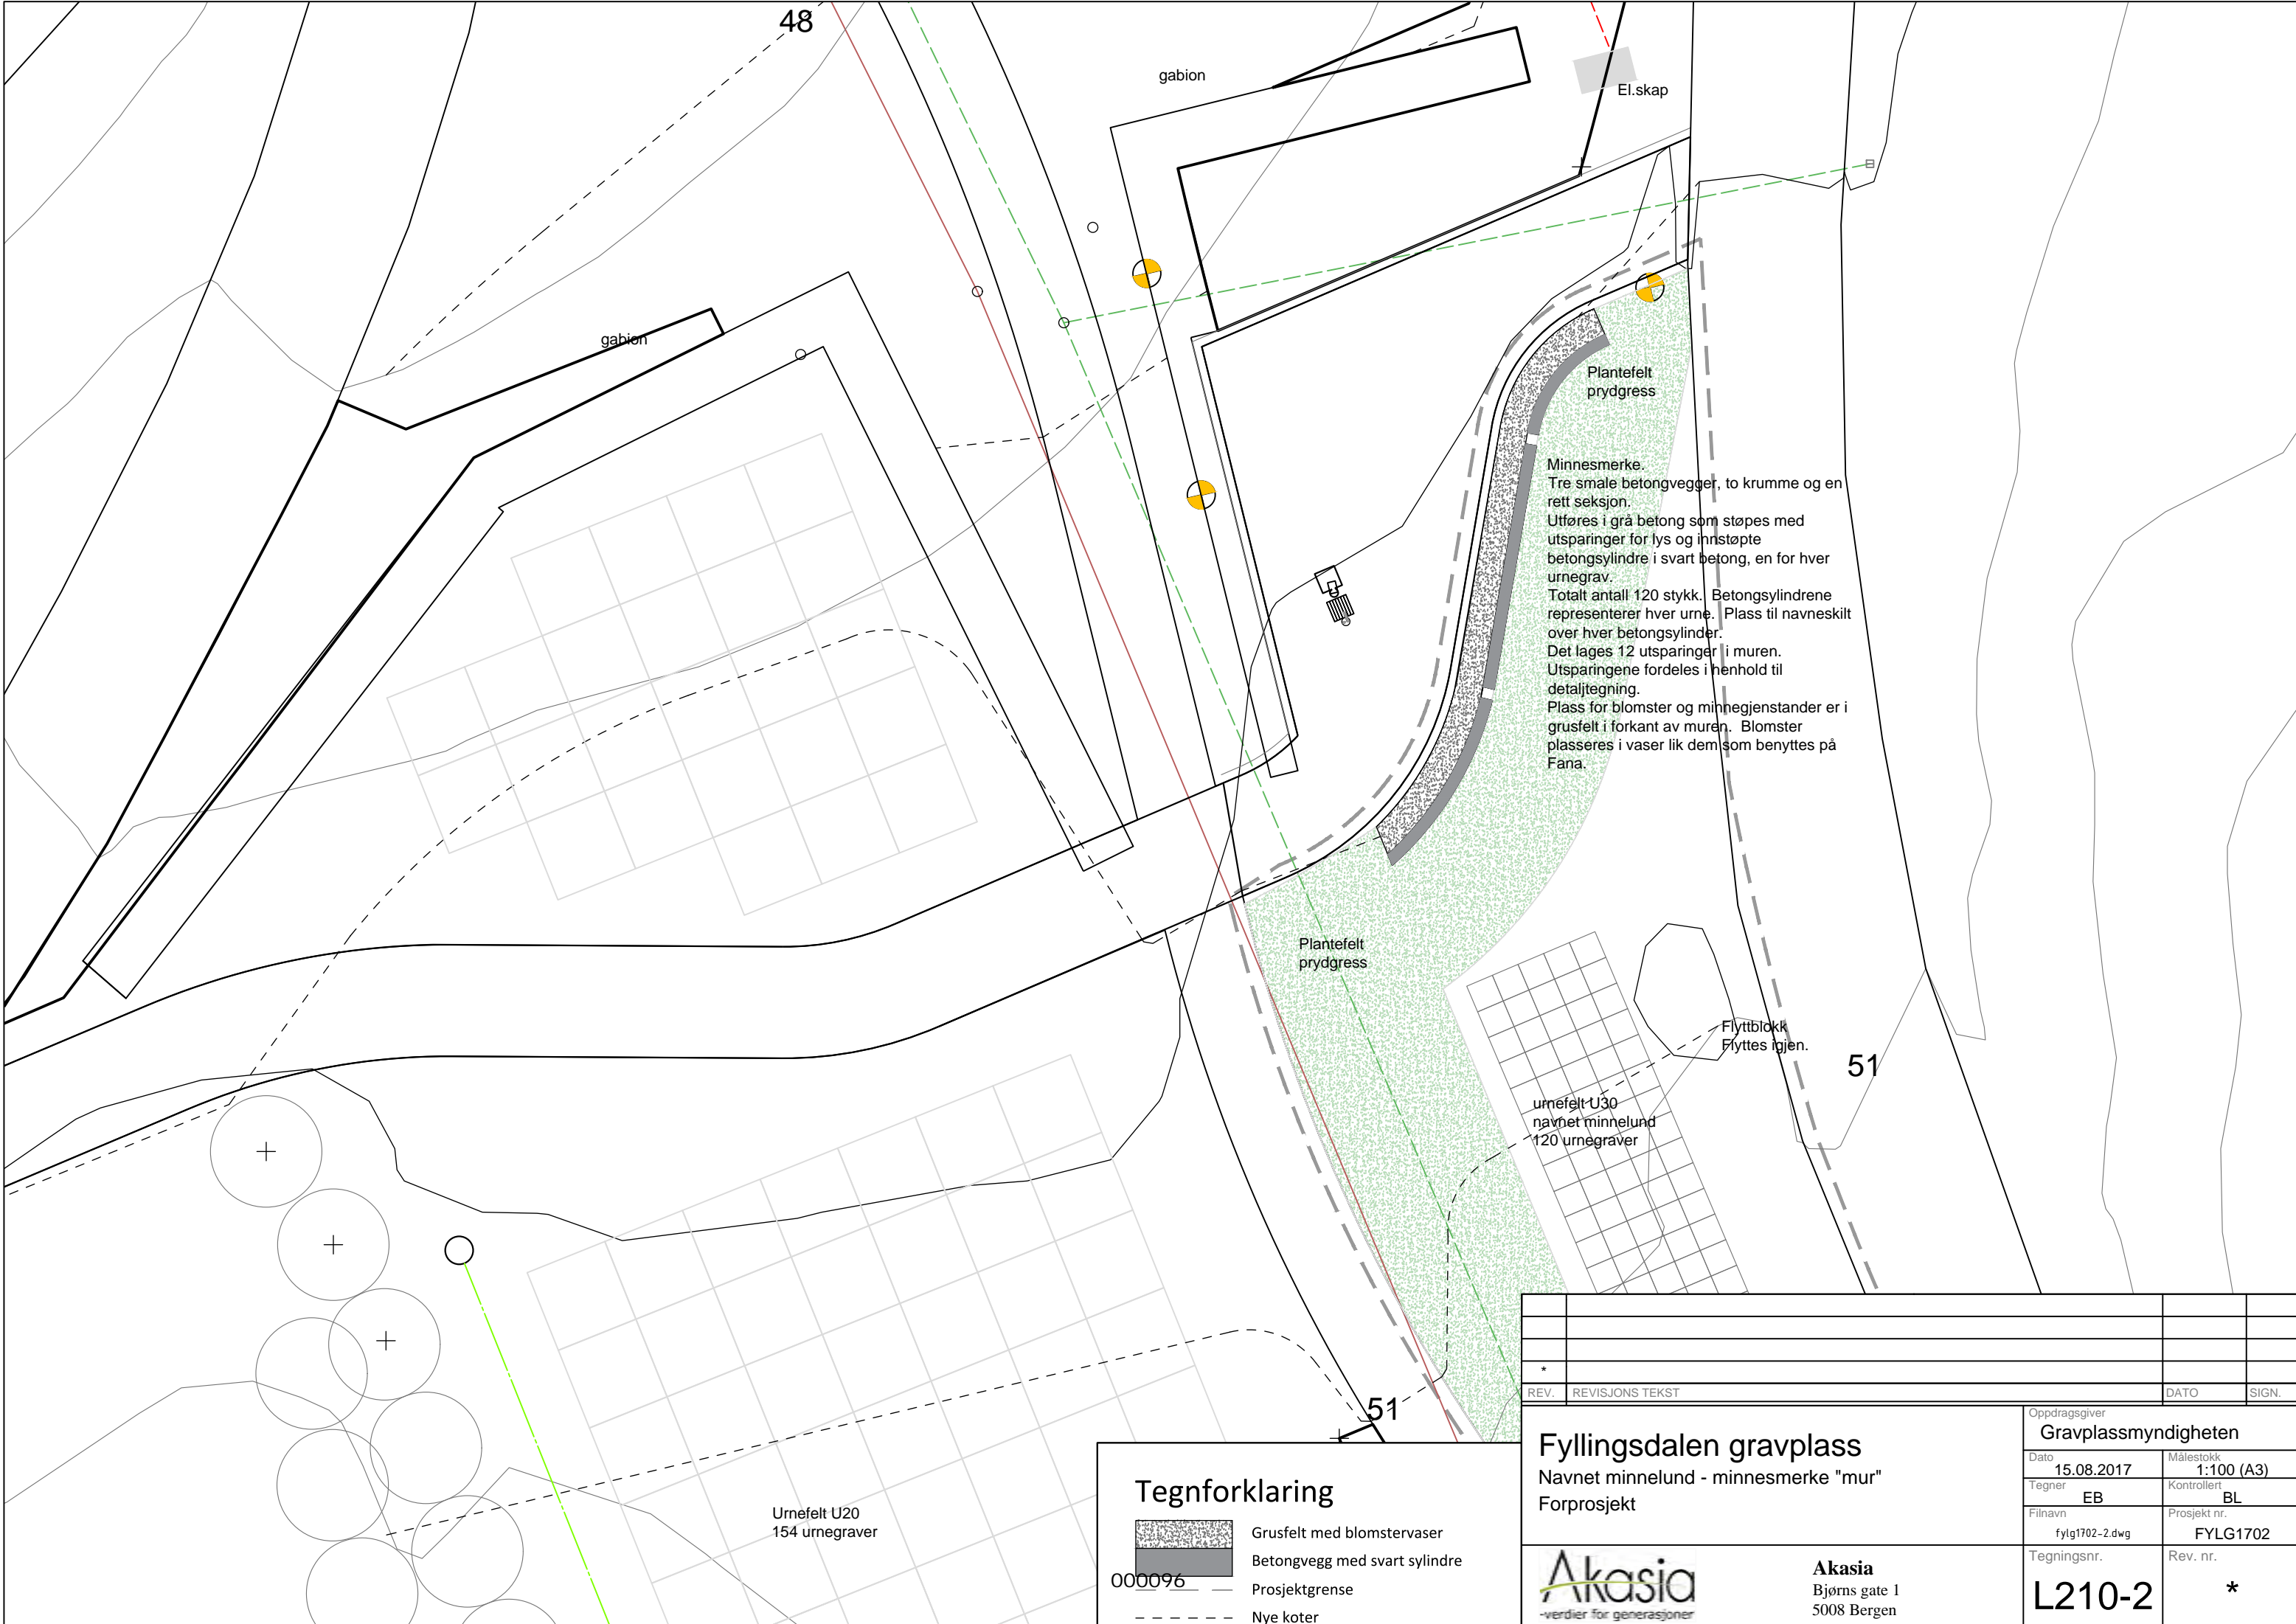 48
gabion
El.skap
gabion
Plantefelt
prydgress
Minnesmerke.
Tre smale betongvegger, to krumme og en
rett seksjon.
Utføres i grå betong som støpes med
utsparinger for lys og innstøpte
betongsylindre i svart betong, en for hver
urnegrav.
Totalt antall 120 stykk.  Betongsylindrene
representerer hver urne.  Plass til navneskilt
over hver betongsylinder.
Det lages 12 utsparinger i muren.
Utsparingene fordeles i henhold til
detaljtegning.
Plass for blomster og minnegjenstander er i
grusfelt i forkant av muren.  Blomster
plasseres i vaser lik dem som benyttes på
Fana.
Plantefelt
prydgress
Flyttblokk
Flyttes igjen.
51
urnefelt U30
navnet minnelund
120 urnegraver
51
Urnefelt U20
154 urnegraver
Tegnforklaring
Grusfelt med blomstervaser
Betongvegg med svart sylindre
000096
Prosjektgrense
Nye koter
*
REV. REVISJONS TEKST DATO SIGN.
Fyllingsdalen gravplass
Navnet minnelund - minnesmerke "mur"
Forprosjekt
Oppdragsgiver
Gravplassmyndigheten
Dato Målestokk
15.08.2017 1:100 (A3)
Tegner Kontrollert
EB BL
Filnavn Prosjekt nr.
fylg1702-2.dwg FYLG1702
Tegningsnr. Rev. nr.
L210-2 *
Akasia
-verdier for generasjoner
Akasia
Bjørns gate 1
5008 Bergen